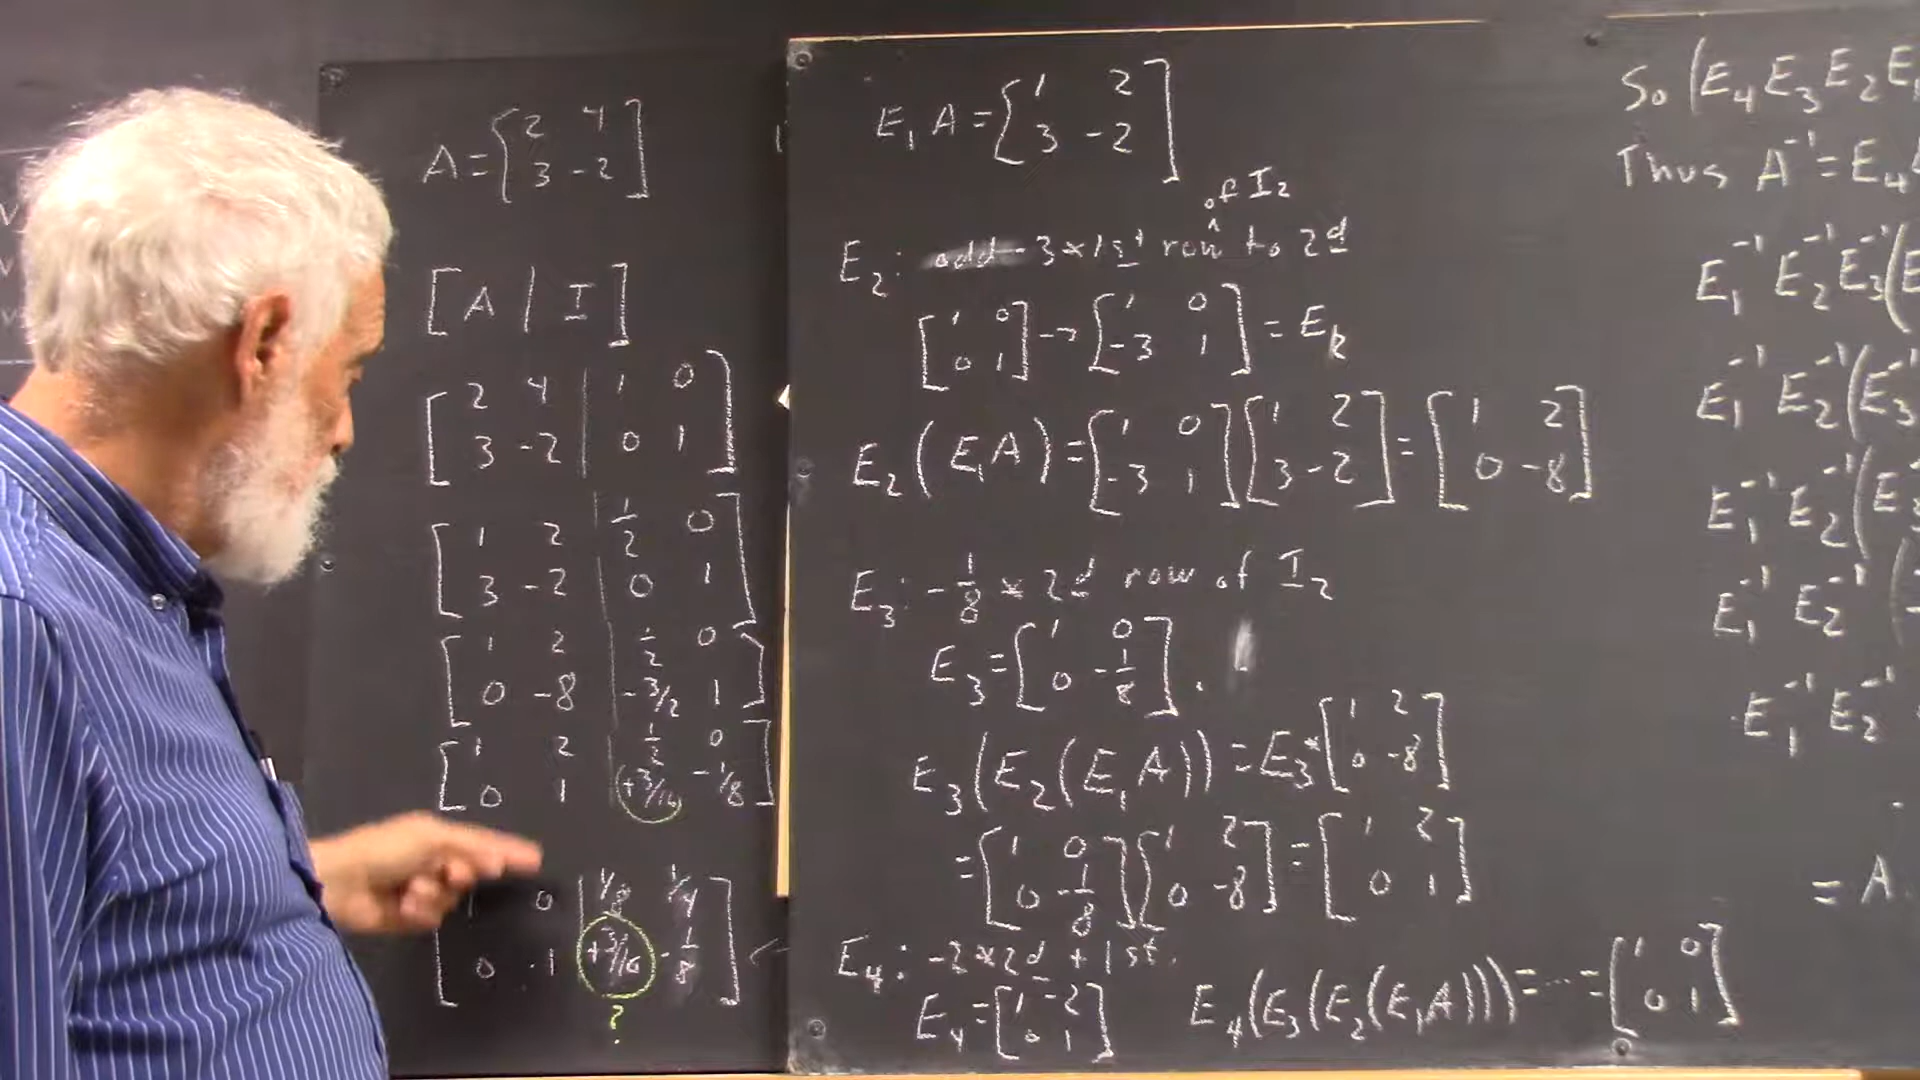 A = [ 2 4
3 -2 ]
[ A | I ]
[ 2 4 | 1 0
3 -2 | 0 1 ]
[ 1 2 | 1/2 0
3 -2 | 0 1 ]
[ 1 2 | 1/2 0
0 -8 | -3/2 1 ]
[ 1 2 | 1/2 0
0 1 | +3/16 -1/8 ]
0 | 1/8 1/4
0 1 | +3/16 -1/8 ]
?
E₁ A = [ 1 2
3 -2 ]
of I₂
E₂: add -3 * 1st row ^ to 2d
[ 1 0
0 1 ] → [ 1 0
-3 1 ] = E₂
E₂(E₁A) = [ 1 0
-3 1 ] [ 1 2
3 -2 ] = [ 1 2
0 -8 ]
E₃: -1/8 * 2d row of I₂
E₃ = [ 1 0
0 -1/8 ].
E₃(E₂(E₁A)) = E₃* [ 1 2
0 -8 ]
= [ 1 0
0 -1/8 ] [ 1 2
0 -8 ] = [ 1 2
0 1 ]
E₄: -2 * 2d + 1st.
E₄ = [ 1 -2
0 1 ]
E₄(E₃(E₂(E₁A))) = ... = [ 1 0
0 1 ]
So (E₄ E₃ E₂ E₁
Thus A⁻¹ = E₄
E₁⁻¹ E₂⁻¹ E₃⁻¹ (E
E₁⁻¹ E₂⁻¹ (E₃⁻¹
E₁⁻¹ E₂⁻¹ (E₃
E₁⁻¹ E₂⁻¹ (
E₁⁻¹ E₂⁻¹
= A.